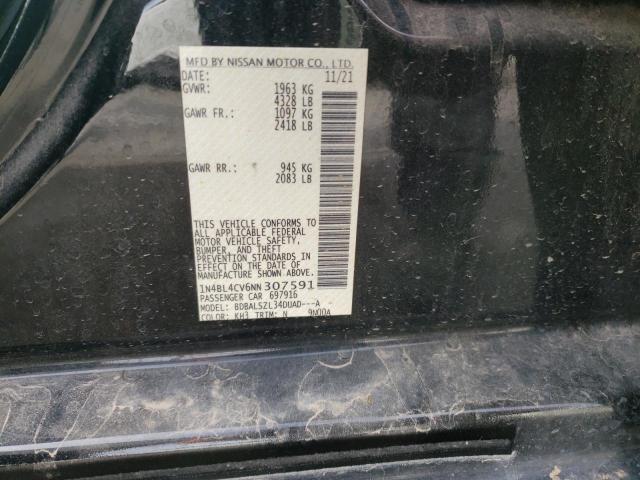 MFD BY NISSAN MOTOR CO., LTD.
DATE: 11/21
GVWR: 1963 KG
4328 LB
GAWR FR.: 1097 KG
2418 LB
GAWR RR.: 945 KG
2083 LB
THIS VEHICLE CONFORMS TO
ALL APPLICABLE FEDERAL
MOTOR VEHICLE SAFETY,
BUMPER, AND THEFT
PREVENTION STANDARDS IN
EFFECT ON THE DATE OF
MANUFACTURE SHOWN ABOVE.
1N4BL4CV6NN 307591
PASSENGER CAR 697916
MODEL: BDBALSZL34DUAD---A
COLOR: KH3 TRIM: N 9N00A